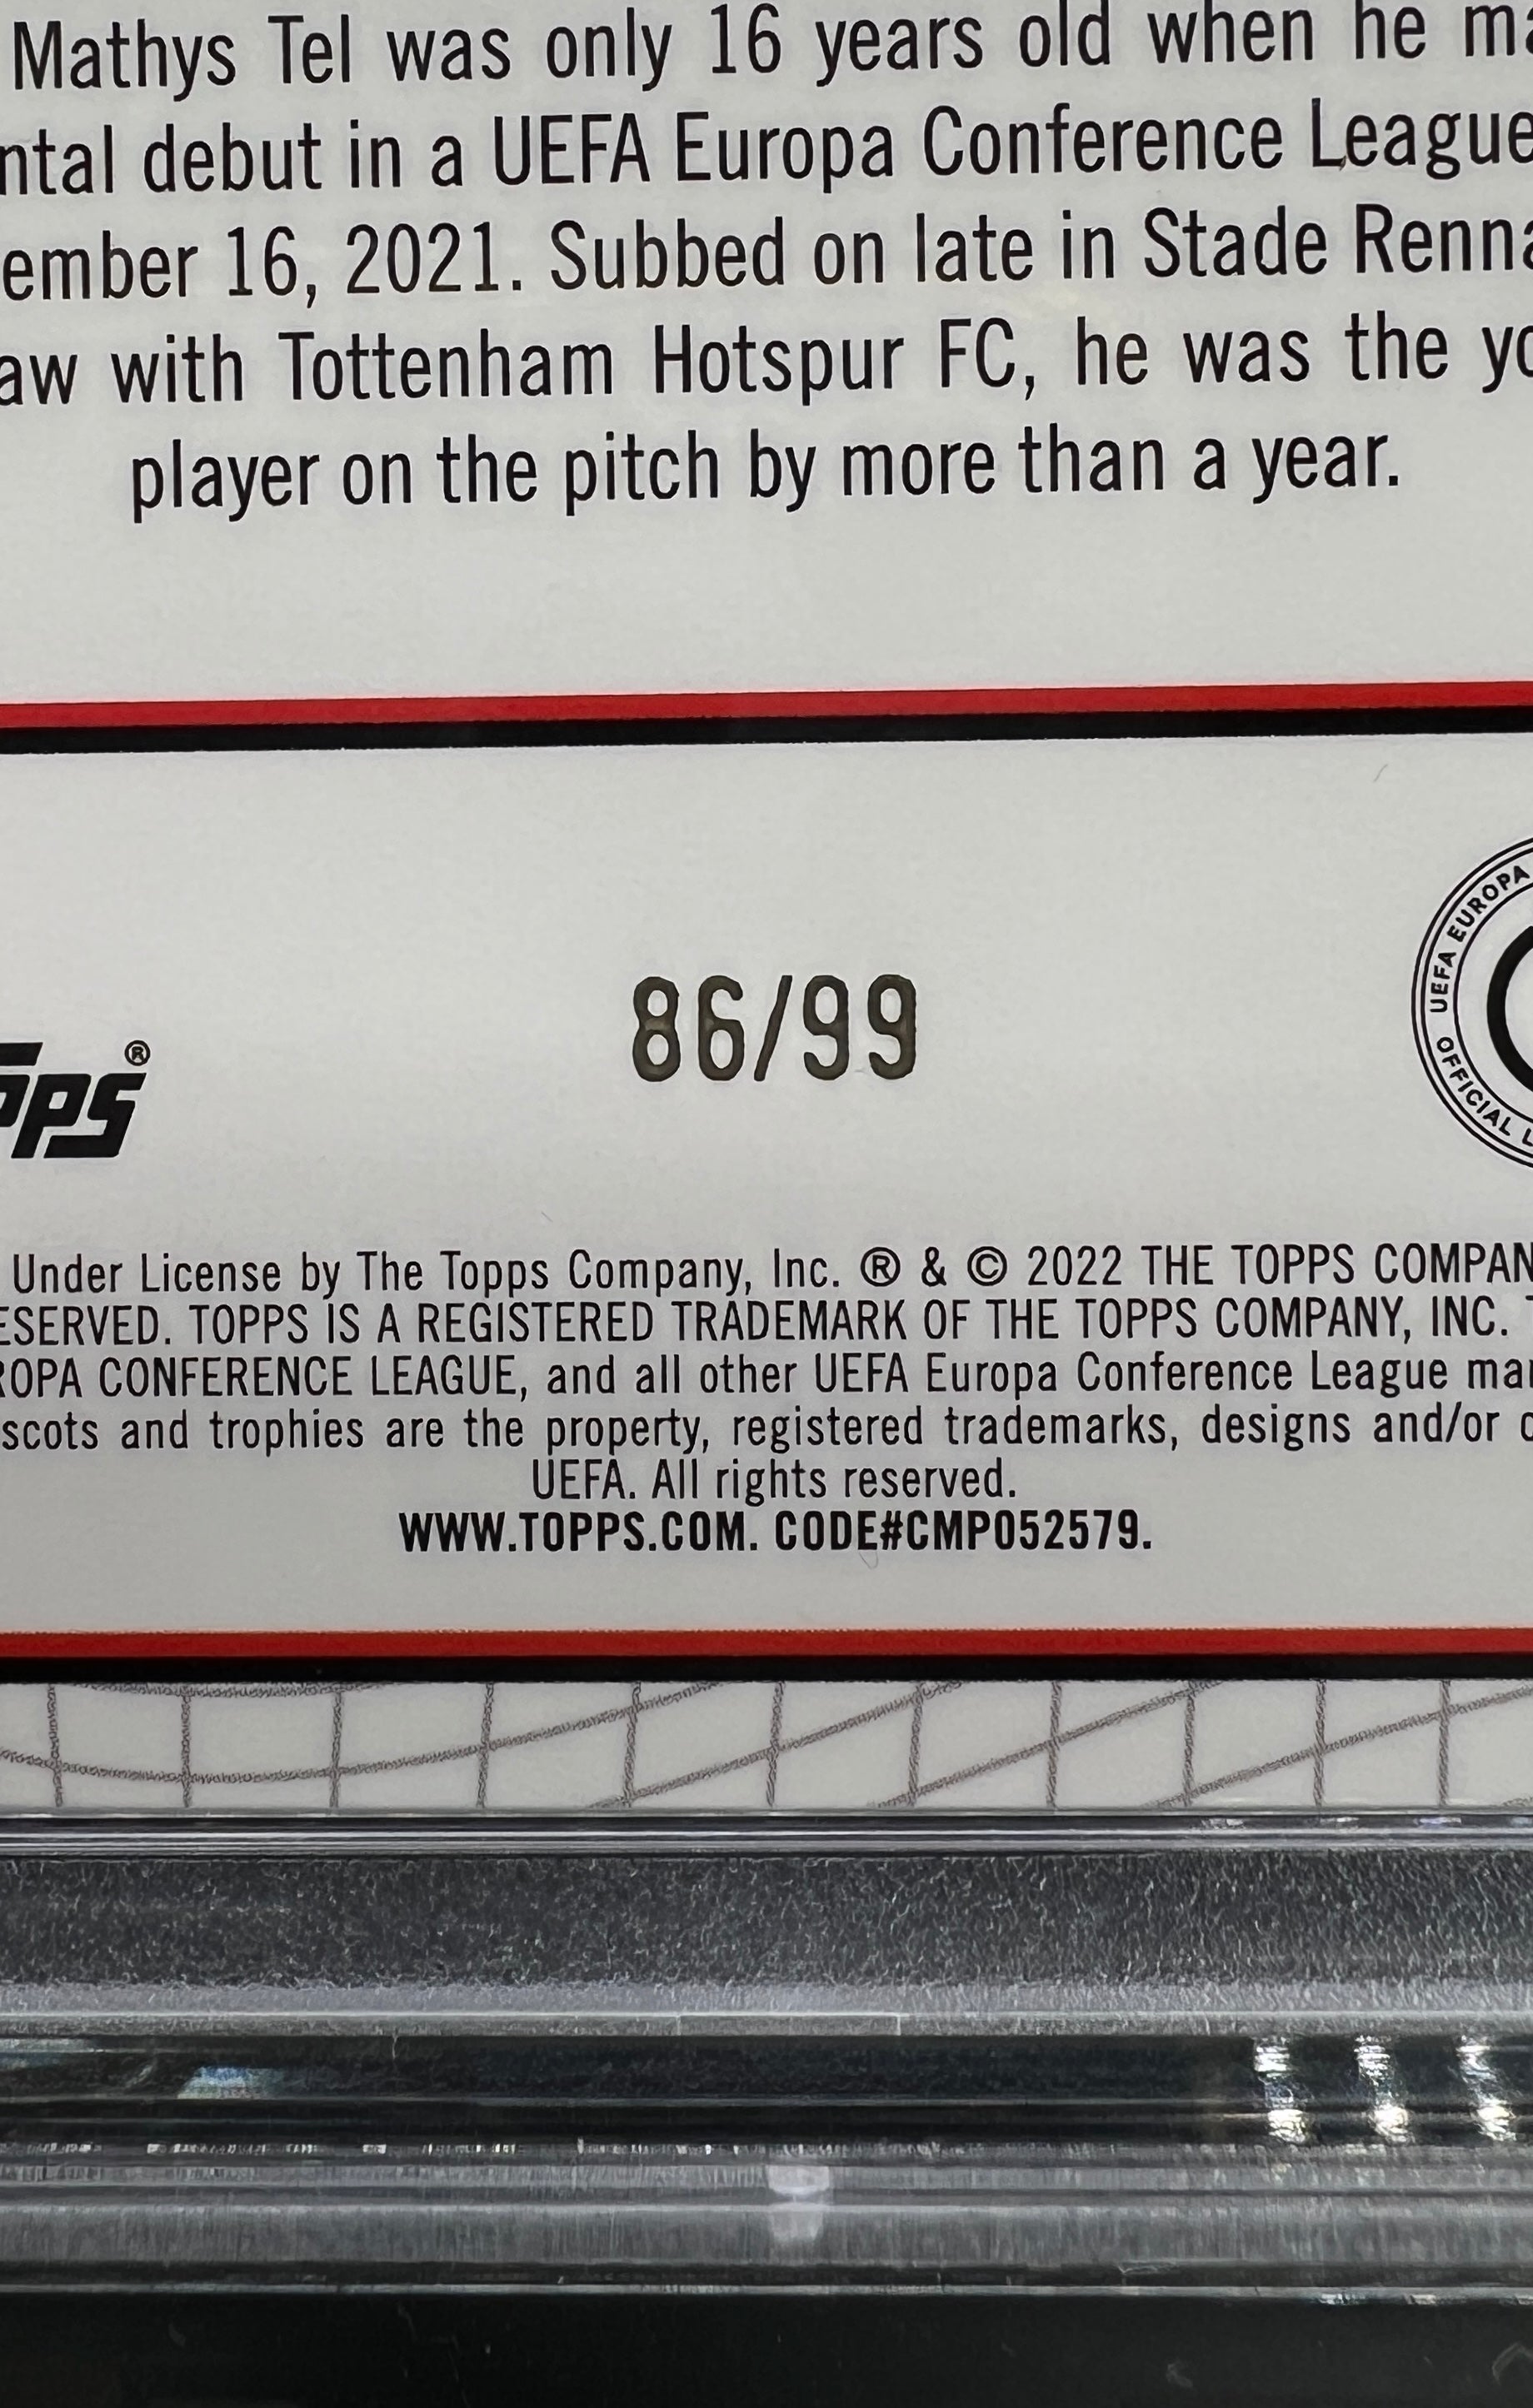 Mathys Tel was only 16 years old when he ma
ntal debut in a UEFA Europa Conference League
ember 16, 2021. Subbed on late in Stade Renna
aw with Tottenham Hotspur FC, he was the yo
player on the pitch by more than a year.
86/99
UEFA EUROPA
OFFICIAL L
opps®
Under License by The Topps Company, Inc. ® & © 2022 THE TOPPS COMPAN
ESERVED. TOPPS IS A REGISTERED TRADEMARK OF THE TOPPS COMPANY, INC. T
ROPA CONFERENCE LEAGUE, and all other UEFA Europa Conference League mar
scots and trophies are the property, registered trademarks, designs and/or c
UEFA. All rights reserved.
WWW.TOPPS.COM. CODE#CMP052579.